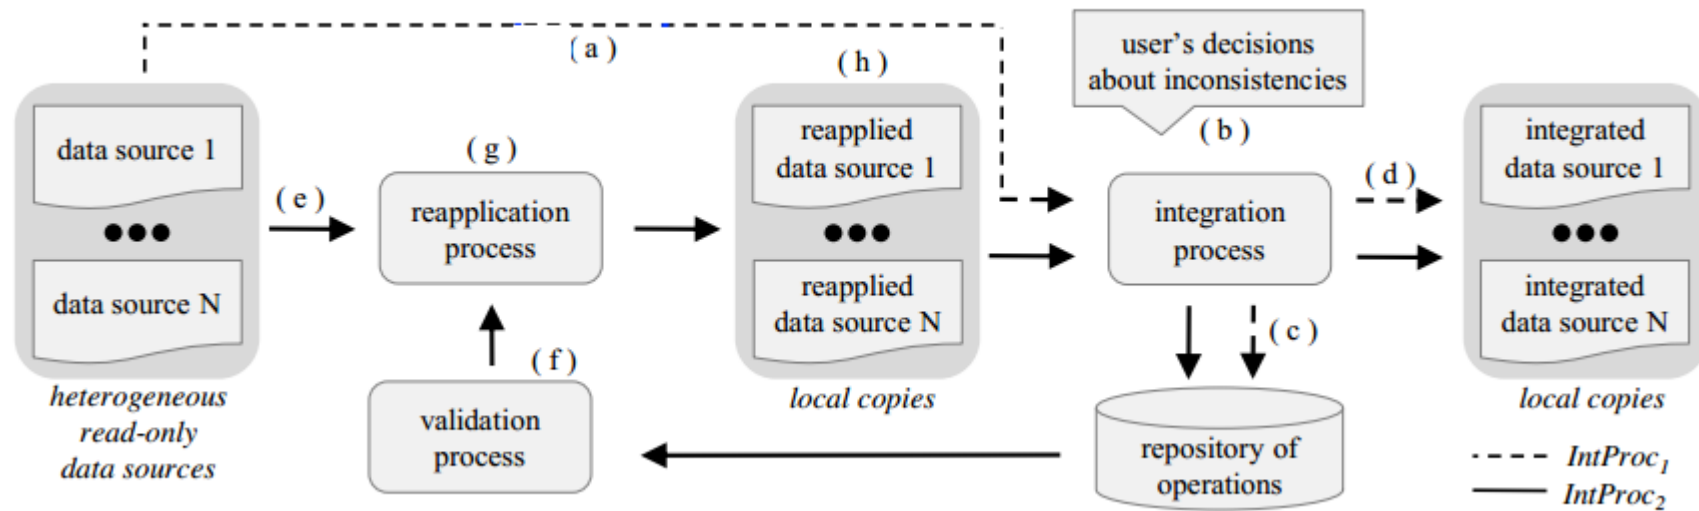 ( a )
user's decisions
about inconsistencies
( h )
( b )
data source 1
( e )
data source N
heterogeneous
read-only
data sources
( g )
reapplication
process
( f )
validation
process
reapplied
data source 1
reapplied
data source N
local copies
integration
process
( c )
repository of
operations
( d )
integrated
data source 1
integrated
data source N
local copies
IntProc1
IntProc2